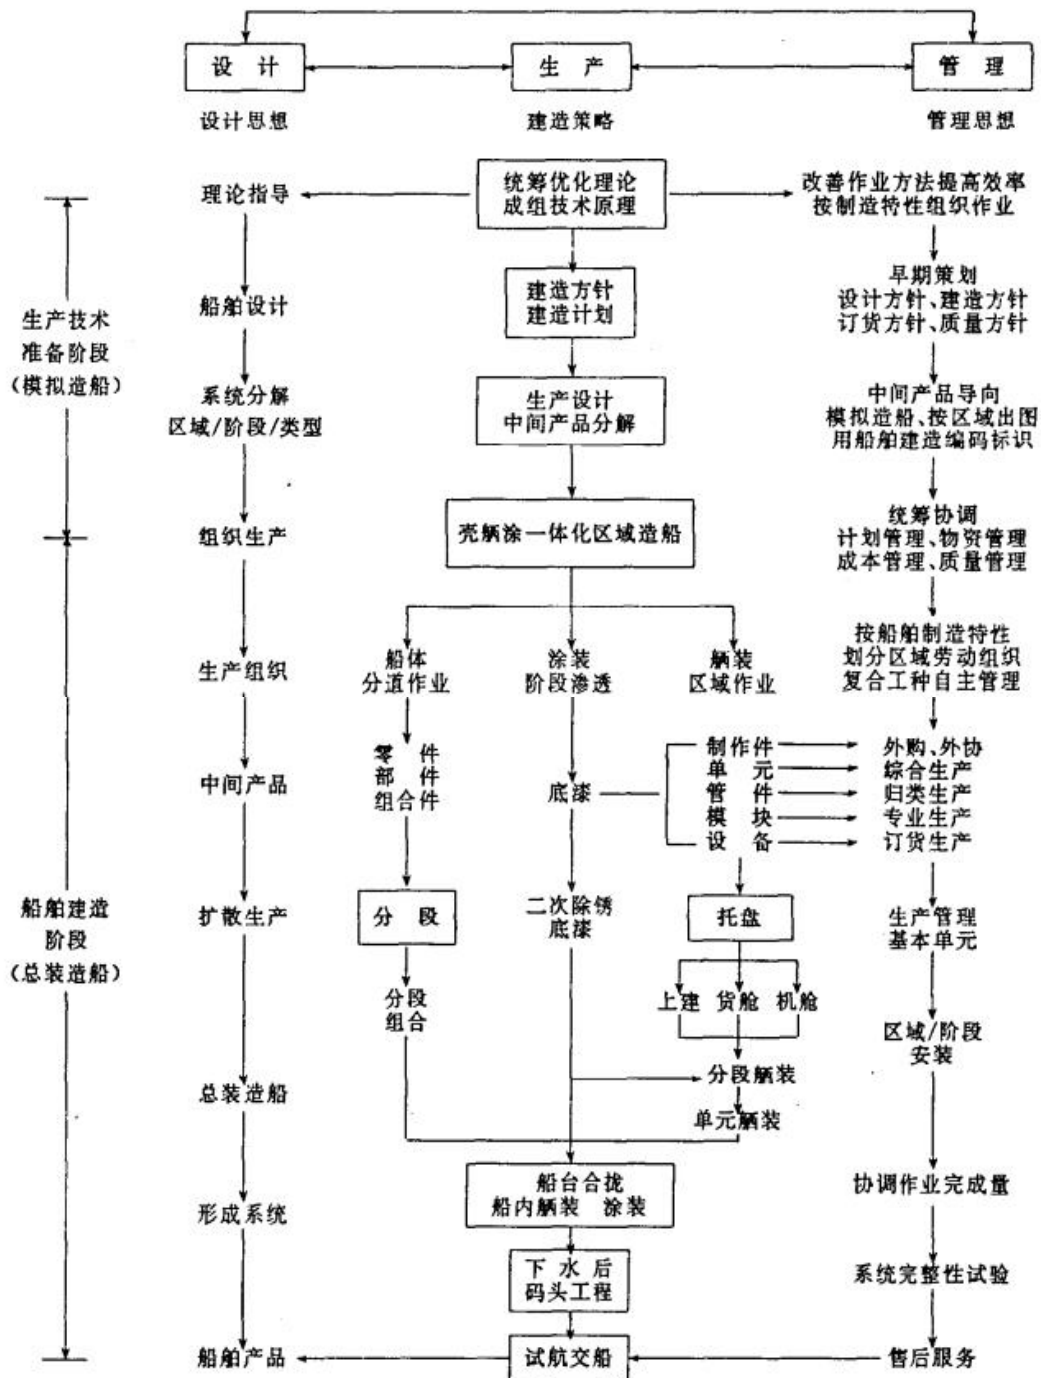 设 计
生 产
管 理
设计思想
建造策略
管理思想
生产技术
准备阶段
（模拟造船）
船舶建造
阶段
（总装造船）
理论指导
船舶设计
系统分解
区域/阶段/类型
组织生产
生产组织
中间产品
扩散生产
总装造船
形成系统
船舶产品
统筹优化理论
成组技术原理
建造方针
建造计划
生产设计
中间产品分解
壳舾涂一体化区域造船
船体
分道作业
零 件
部 件
组合件
分 段
分段
组合
涂装
阶段渗透
底漆
二次除锈
底漆
舾装
区域作业
制作件
单 元
管 件
模 块
设 备
托盘
上建 货舱 机舱
分段舾装
单元舾装
船台合拢
船内舾装 涂装
下 水 后
码头工程
试航交船
改善作业方法提高效率
按制造特性组织作业
早期策划
设计方针、建造方针
订货方针、质量方针
中间产品导向
模拟造船、按区域出图
用船舶建造编码标识
统筹协调
计划管理、物资管理
成本管理、质量管理
按船舶制造特性
划分区域劳动组织
复合工种自主管理
外购、外协
综合生产
归类生产
专业生产
订货生产
生产管理
基本单元
区域/阶段
安装
协调作业完成量
系统完整性试验
售后服务